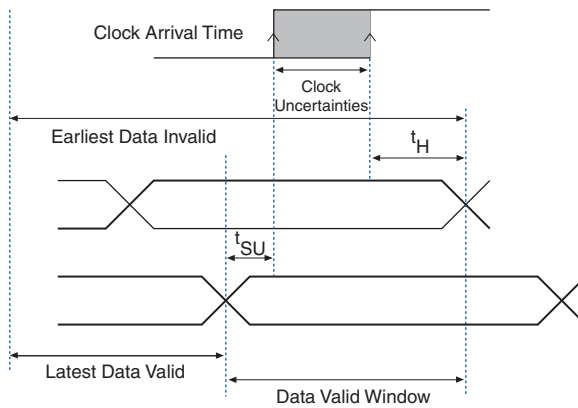 Clock Arrival Time
Clock
Uncertainties
Earliest Data Invalid
tH
tSU
Latest Data Valid
Data Valid Window